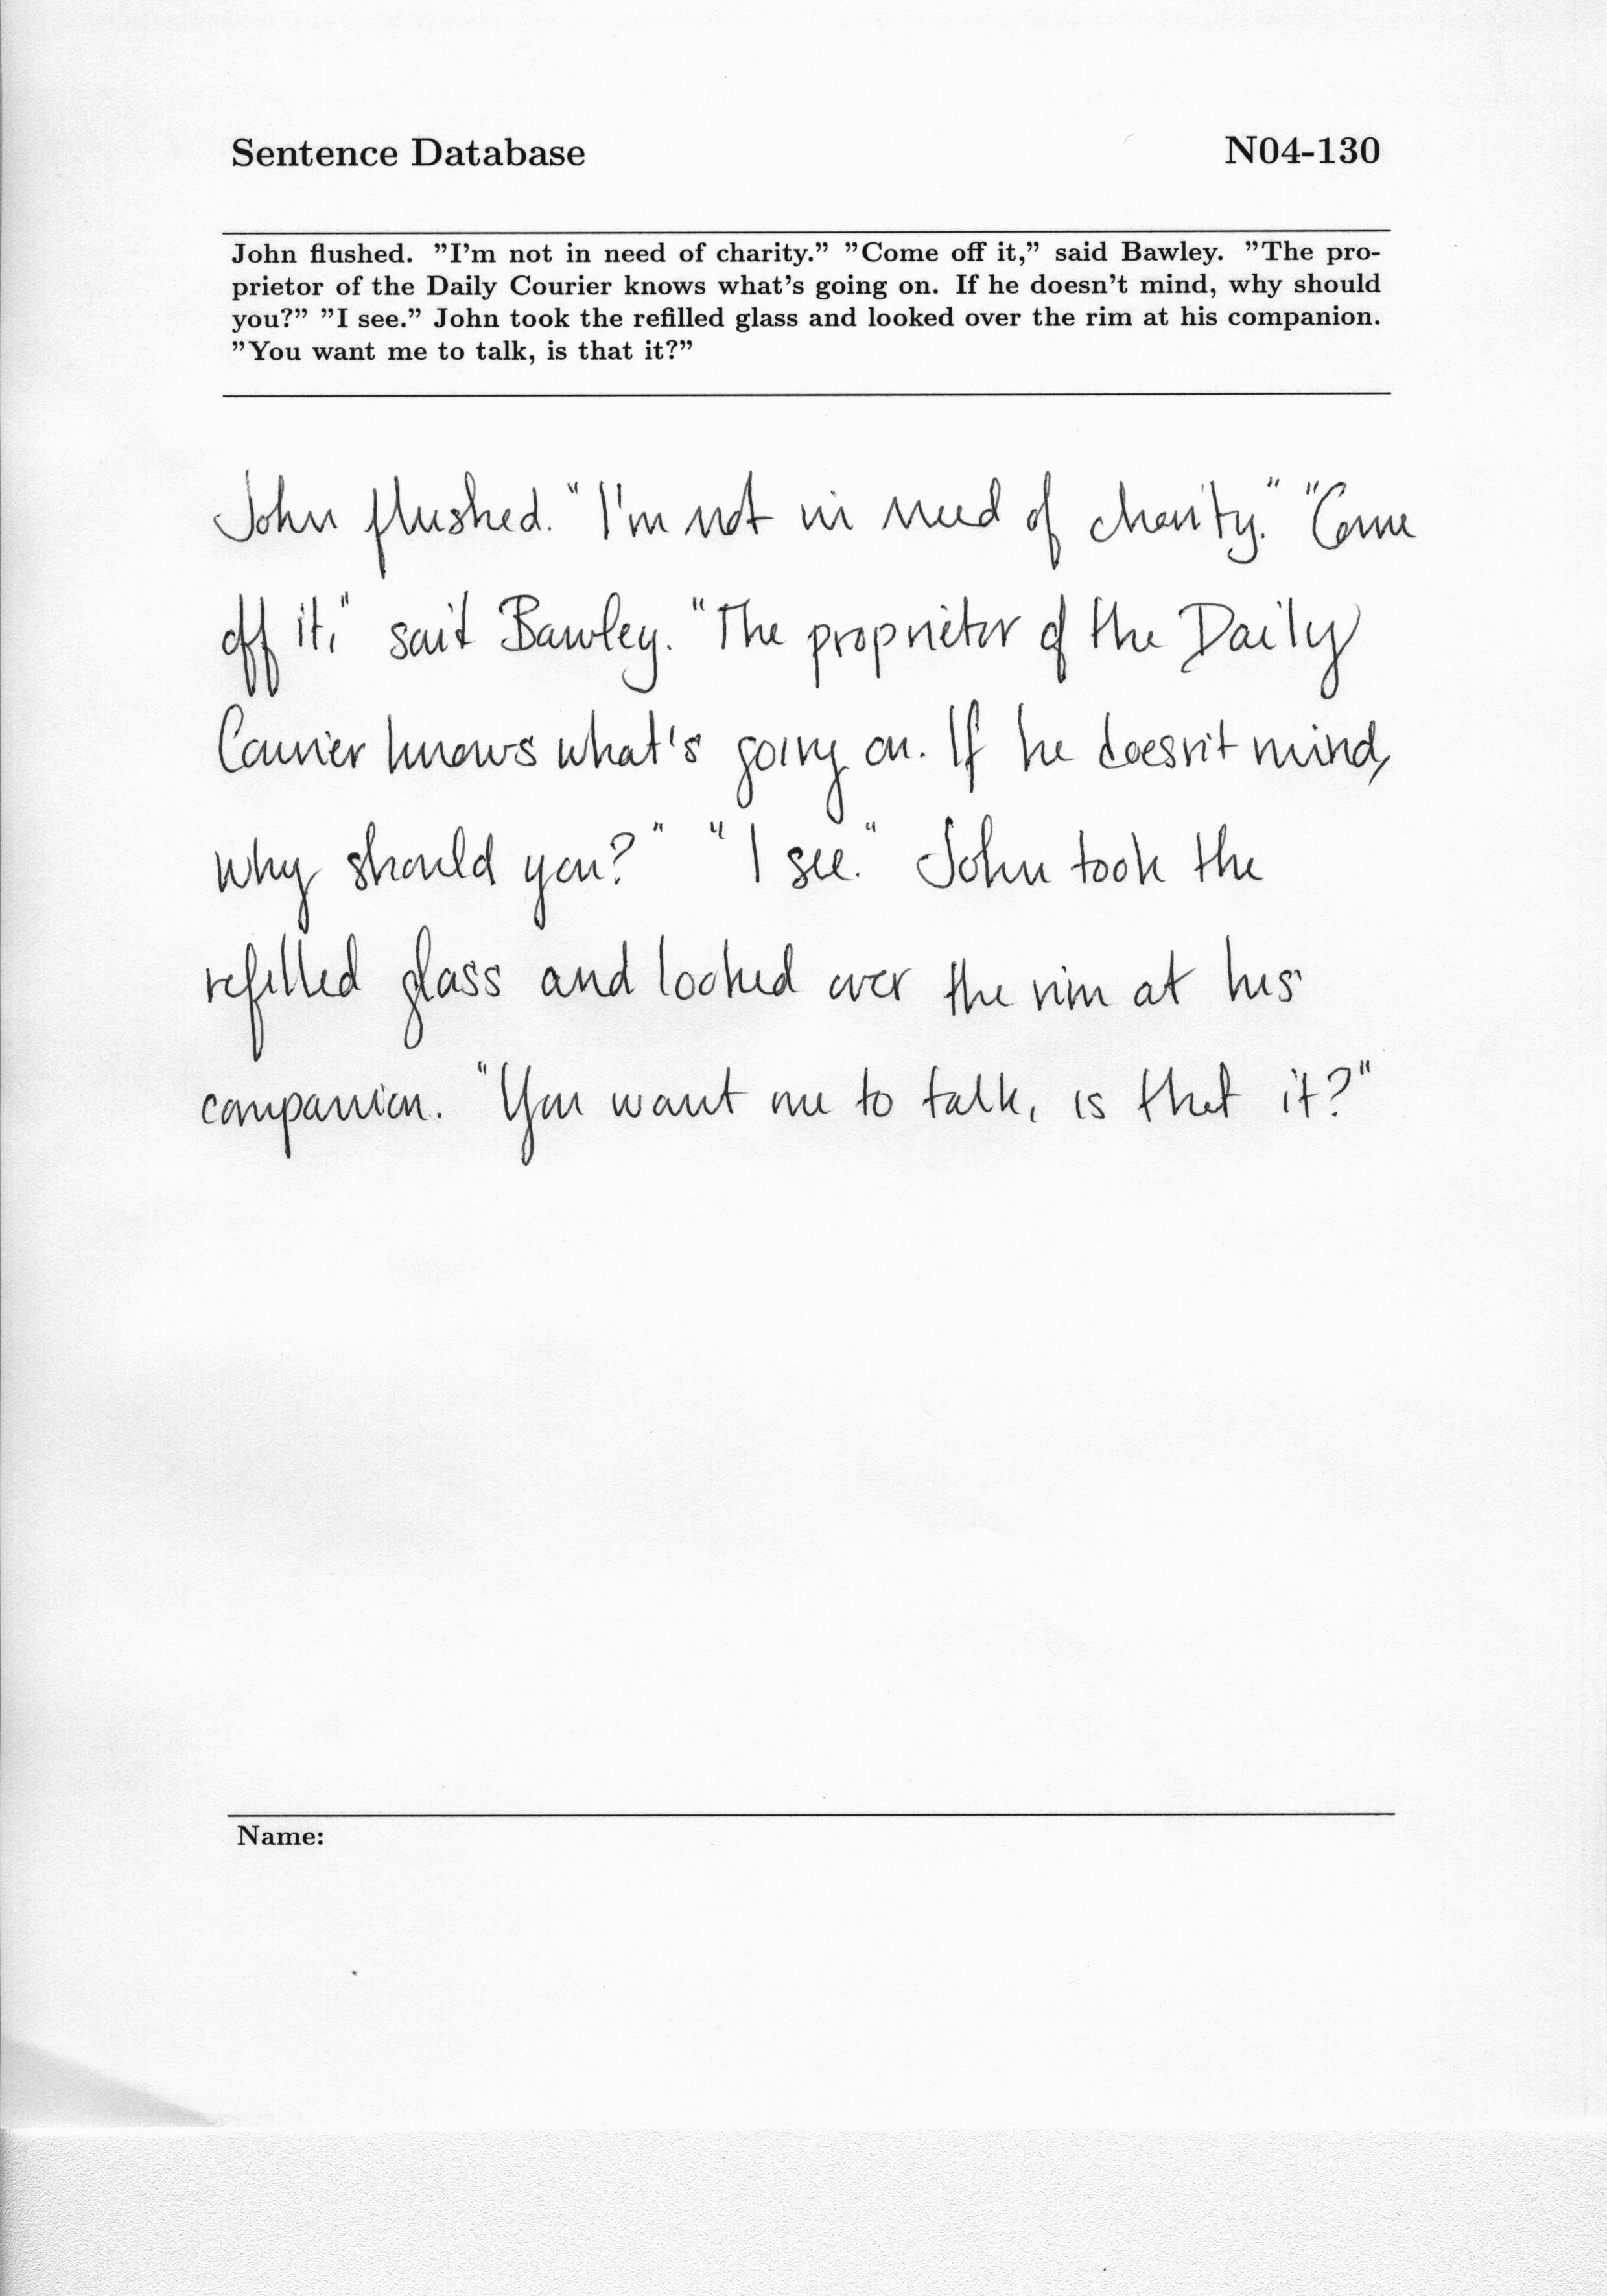 Sentence Database N04-130
John flushed. ”I’m not in need of charity.” ”Come off it,” said Bawley. ”The pro-
prietor of the Daily Courier knows what’s going on. If he doesn’t mind, why should
you?” ”I see.” John took the refilled glass and looked over the rim at his companion.
”You want me to talk, is that it?”
John flushed. "I'm not in need of charity." "Come
off it," said Bawley. "The proprietor of the Daily
Courier knows what's going on. If he doesn't mind,
why should you?" "I see." John took the
refilled glass and looked over the rim at his
companion. "You want me to talk, is that it?"
Name: